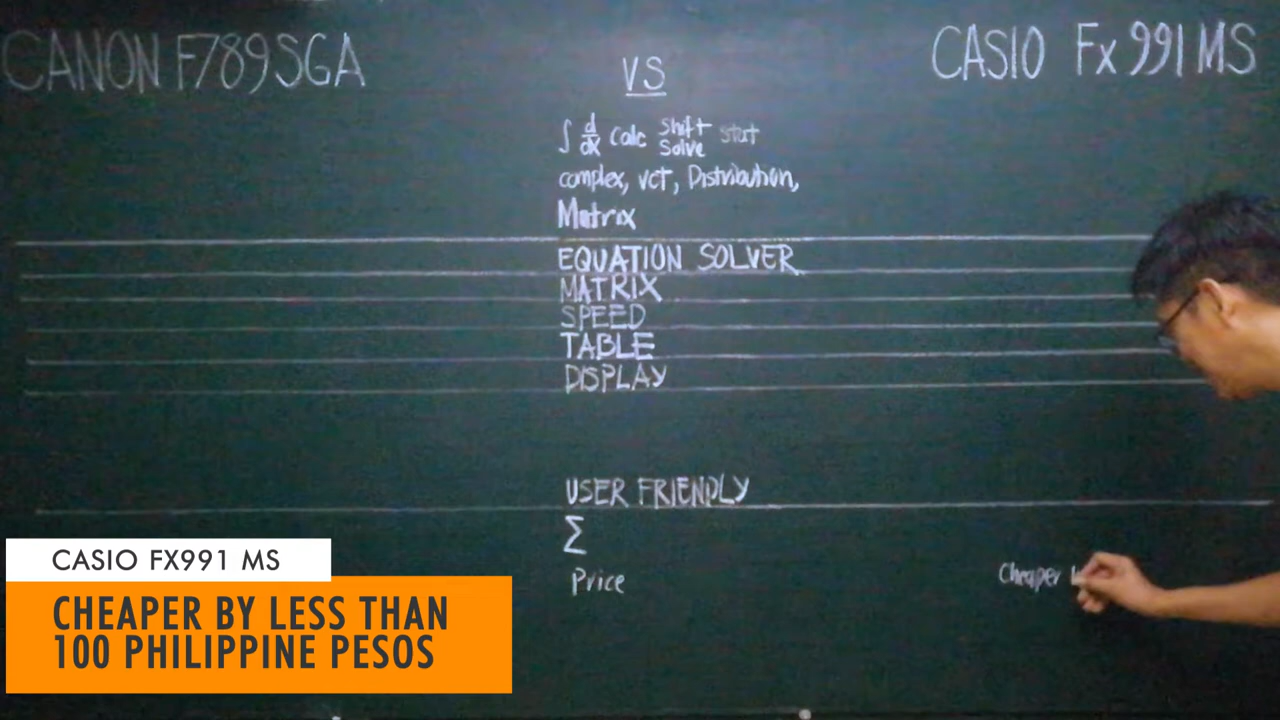 CANON F789SGA
VS
CASIO Fx 991 MS
∫ d/dx Calc Shift Solve stat
complex, vct, Distribution,
Matrix
EQUATION SOLVER
MATRIX
SPEED
TABLE
DISPLAY
USER FRIENDLY
Σ
Price
Cheaper
CASIO FX991 MS
CHEAPER BY LESS THAN
100 PHILIPPINE PESOS